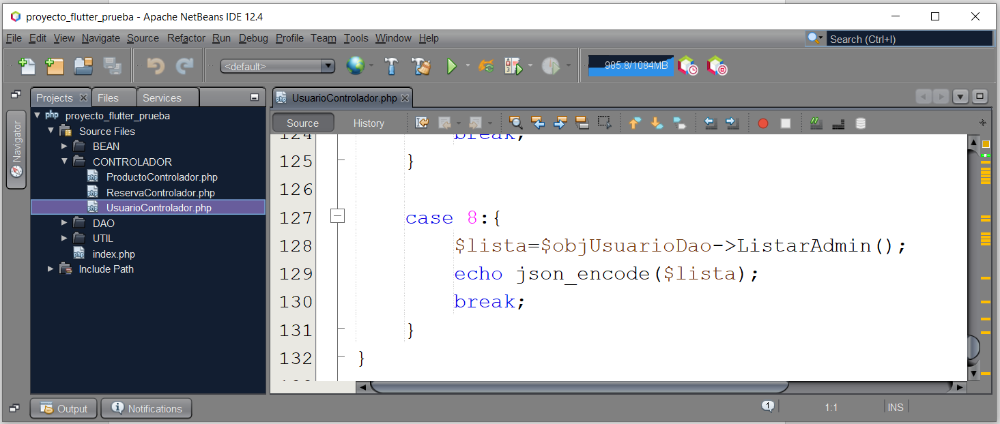 proyecto_flutter_prueba - Apache NetBeans IDE 12.4
File Edit View Navigate Source Refactor Run Debug Profile Team Tools Window Help
Search (Ctrl+I)
<default>
985.8/1084MB
Projects Files Services
UsuarioControlador.php
Navigator
php proyecto_flutter_prueba
Source Files
BEAN
CONTROLADOR
ProductoControlador.php
ReservaControlador.php
UsuarioControlador.php
DAO
UTIL
index.php
Include Path
Source History
124 break;
125 }
126
127 case 8:{
128 $lista=$objUsuarioDao->ListarAdmin();
129 echo json_encode($lista);
130 break;
131 }
132 }
Output Notifications
1 1:1 INS